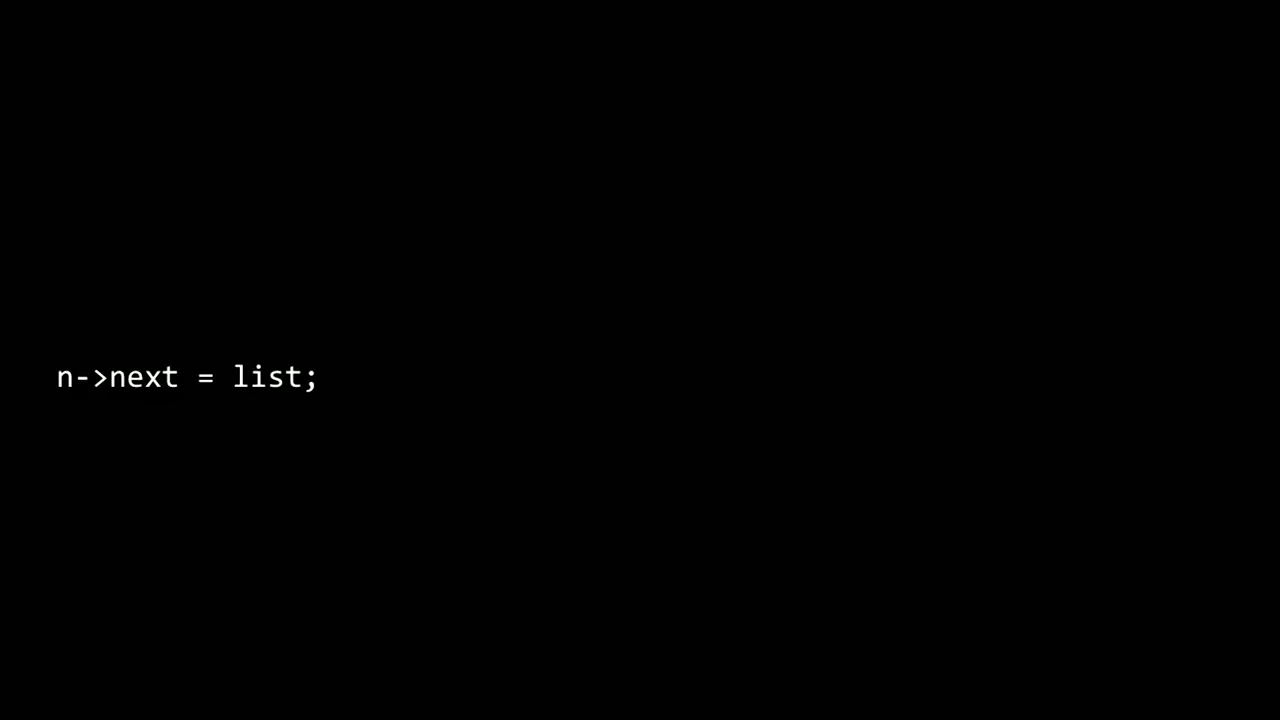 n->next = list;